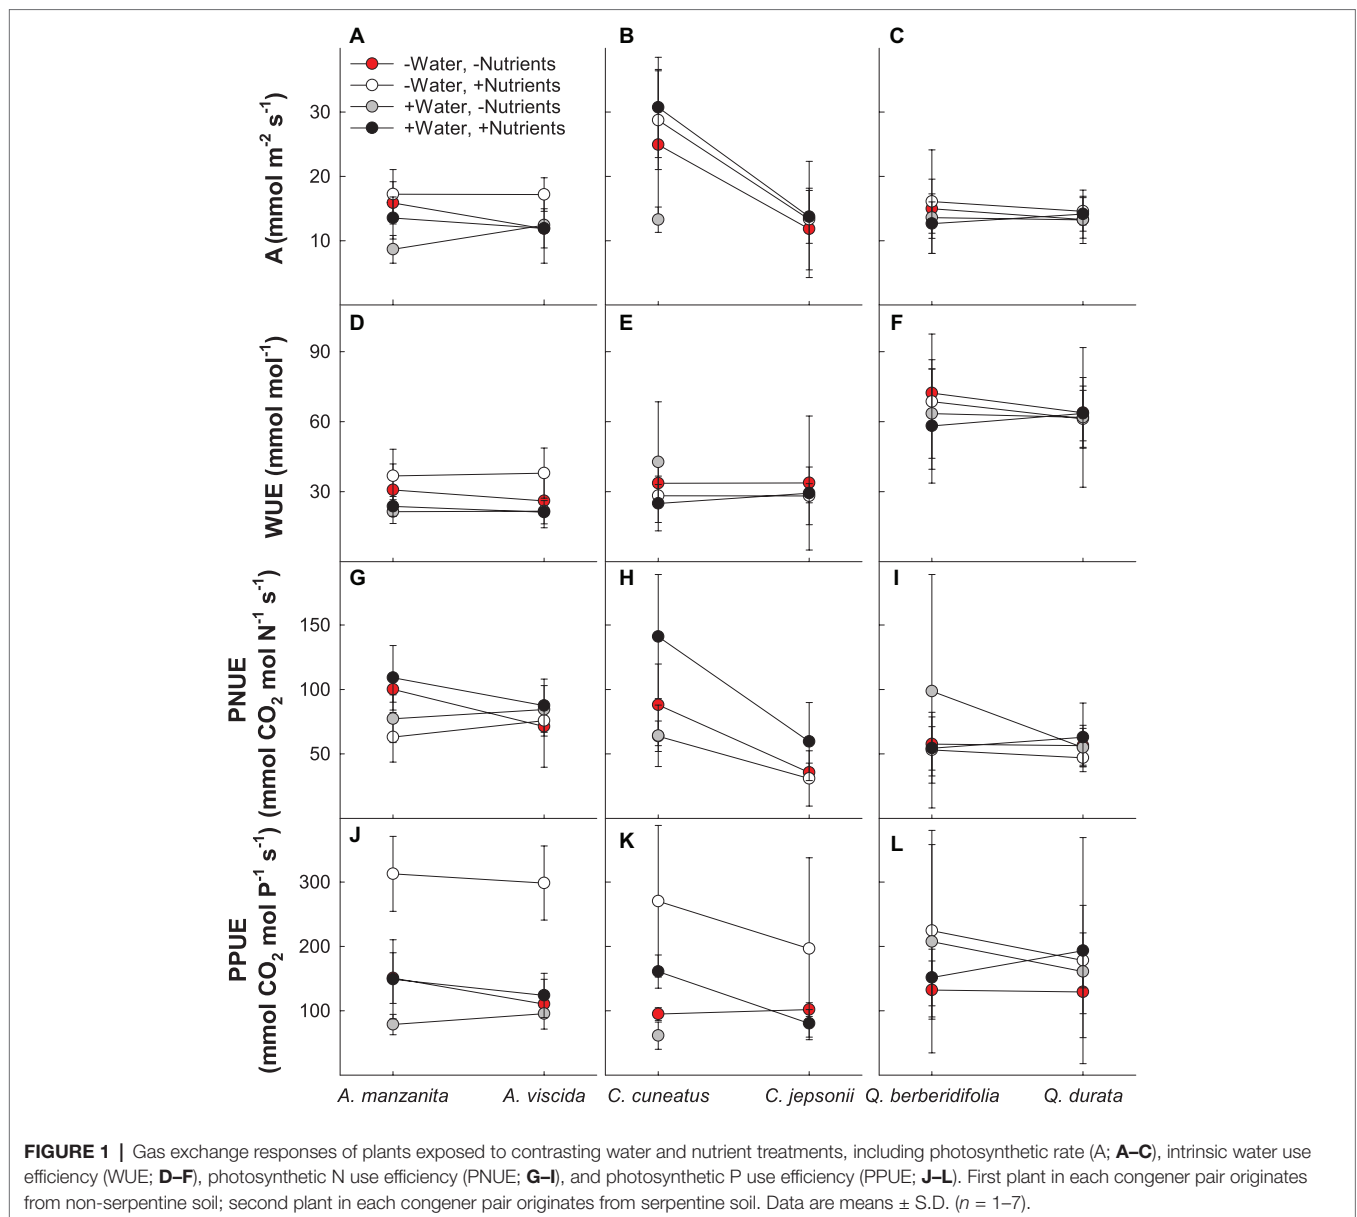 A
B
C
-Water, -Nutrients
-Water, +Nutrients
+Water, -Nutrients
+Water, +Nutrients
A (mmol m-2 s-1)
30
20
10
D
E
F
WUE (mmol mol-1)
90
60
30
G
H
I
PNUE
(mmol CO2 mol N-1 s-1)
150
100
50
J
K
L
PPUE
(mmol CO2 mol P-1 s-1)
300
200
100
A. manzanita
A. viscida
C. cuneatus
C. jepsonii
Q. berberidifolia
Q. durata
FIGURE 1 | Gas exchange responses of plants exposed to contrasting water and nutrient treatments, including photosynthetic rate (A; A–C), intrinsic water use
efficiency (WUE; D–F), photosynthetic N use efficiency (PNUE; G–I), and photosynthetic P use efficiency (PPUE; J–L). First plant in each congener pair originates
from non-serpentine soil; second plant in each congener pair originates from serpentine soil. Data are means ± S.D. (n = 1–7).